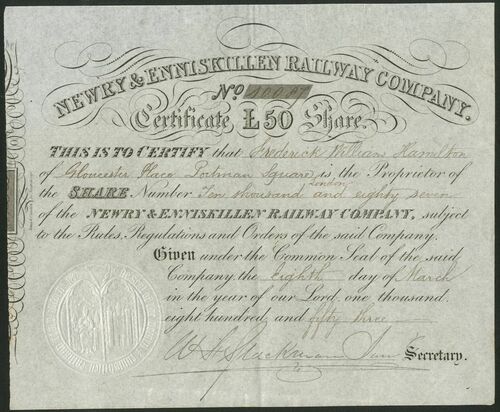 NEWRY & ENNISKILLEN RAILWAY COMPANY.
No 10087
Certificate £50 Share.
THIS IS TO CERTIFY that Frederick William Hamilton
of Gloucester Place Portman Square London is the Proprietor of
the SHARE Number Ten thousand and eighty seven
of the NEWRY & ENNISKILLEN RAILWAY COMPANY, subject
to the Rules, Regulations and Orders of the said Company.
Given under the Common Seal of the said
Company, the Eighth day of March
in the year of our Lord, one thousand
eight hundred, and fifty three
Secretary.